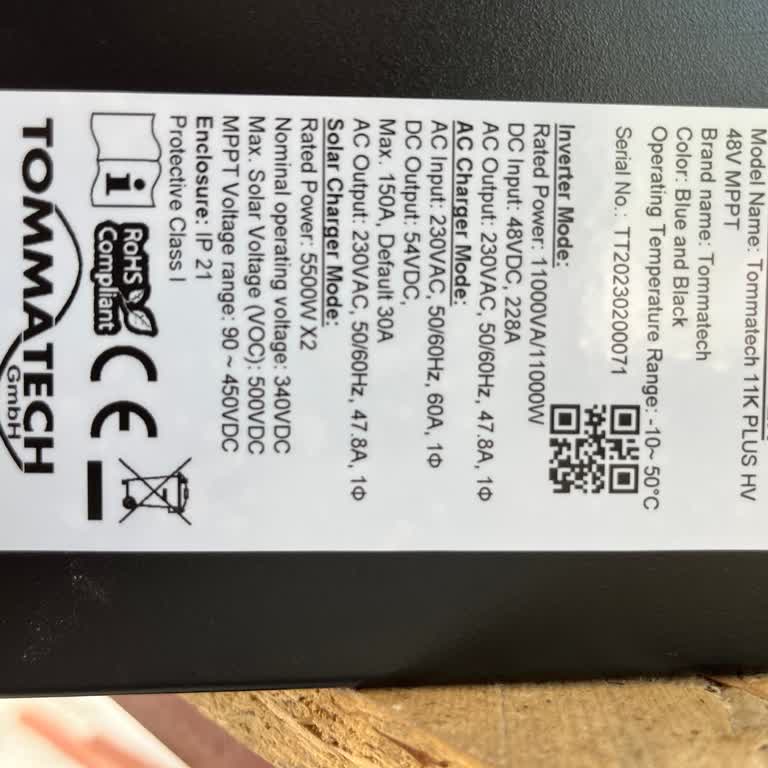 Model Name: Tommatech 11K PLUS HV
48V MPPT
Brand name: Tommatech
Color: Blue and Black
Operating Temperature Range: -10~ 50°C
Serial No.: TT20230200071
Inverter Mode:
Rated Power: 11000VA/11000W
DC Input: 48VDC, 228A
AC Output: 230VAC, 50/60Hz, 47.8A, 1Φ
AC Charger Mode:
AC Input: 230VAC, 50/60Hz, 60A, 1Φ
DC Output: 54VDC,
Max. 150A, Default 30A
AC Output: 230VAC, 50/60Hz, 47.8A, 1Φ
Solar Charger Mode:
Rated Power: 5500W X2
Nominal operating voltage: 340VDC
Max. Solar Voltage (VOC): 500VDC
MPPT Voltage range: 90 ~ 450VDC
Enclosure: IP 21
Protective Class I
i
RoHS
Compliant
CE
TOMMATECH
GmbH